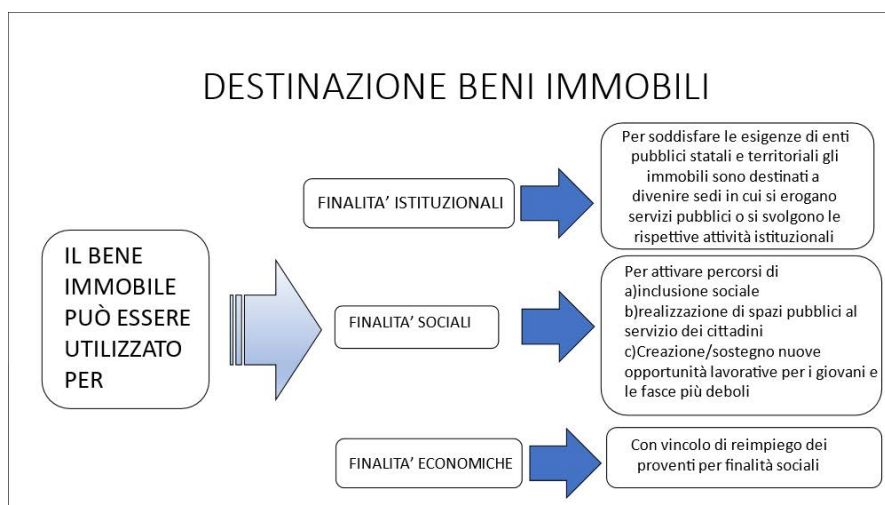 DESTINAZIONE BENI IMMOBILI
IL BENE
IMMOBILE
PUÒ ESSERE
UTILIZZATO
PER
FINALITA’ ISTITUZIONALI
Per soddisfare le esigenze di enti
pubblici statali e territoriali gli
immobili sono destinati a
divenire sedi in cui si erogano
servizi pubblici o si svolgono le
rispettive attività istituzionali
FINALITA’ SOCIALI
Per attivare percorsi di
a)inclusione sociale
b)realizzazione di spazi pubblici al
servizio dei cittadini
c)Creazione/sostegno nuove
opportunità lavorative per i giovani e
le fasce più deboli
FINALITA’ ECONOMICHE
Con vincolo di reimpiego dei
proventi per finalità sociali